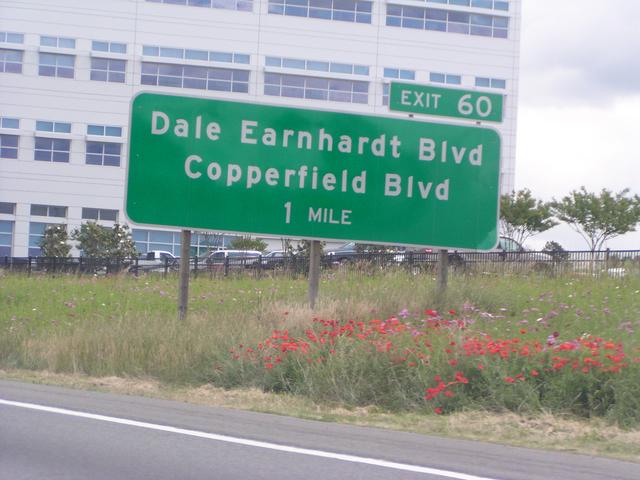 EXIT 60
Dale Earnhardt Blvd
Copperfield Blvd
1 MILE